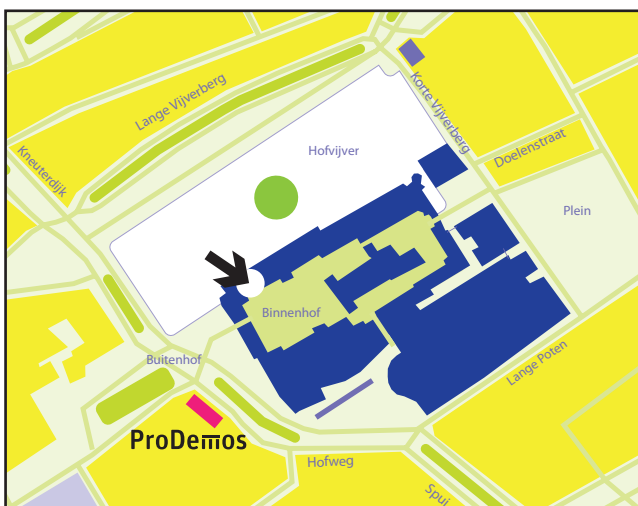 Lange Vijverberg
Korte Vijverberg
Kneuterdijk
Hofvijver
Doelenstraat
Plein
Binnenhof
Buitenhof
Lange Poten
ProDemos
Hofweg
Spui